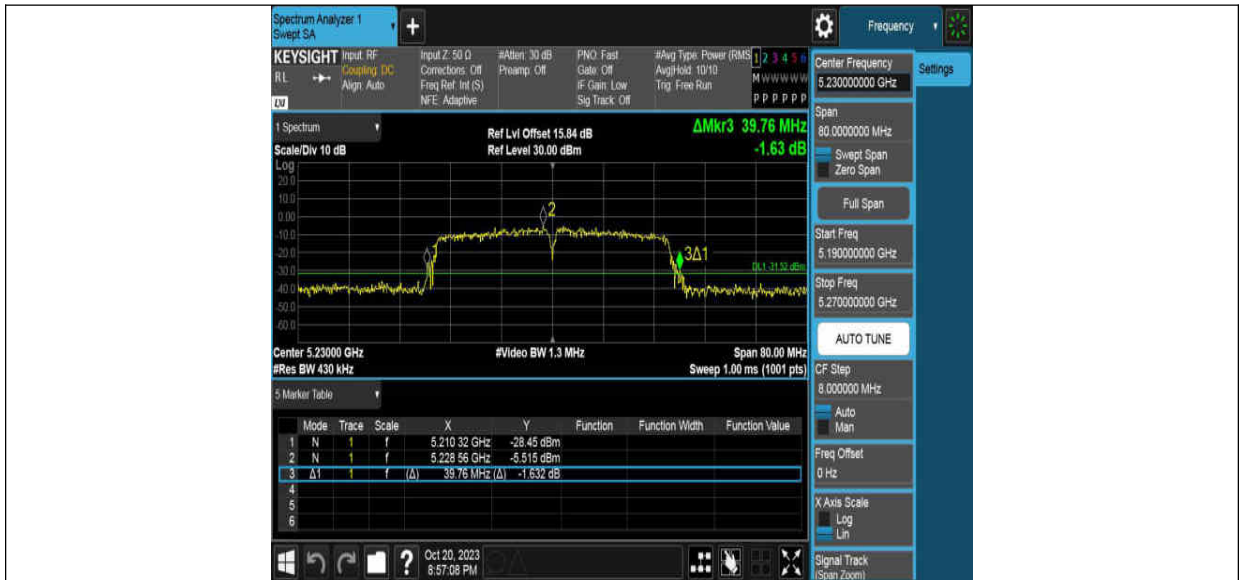 Spectrum Analyzer 1
Swept SA
+
Frequency
KEYSIGHT Input: RF Input Z: 50 Ω #Atten: 30 dB PNO: Fast #Avg Type: Power (RMS 1 2 3 4 5 6
RL Coupling: DC Corrections: Off Preamp: Off Gate: Off Avg|Hold: 10/10 M W W W W W
Align: Auto Freq Ref: Int (S) IF Gain: Low Trig: Free Run
LXI NFE: Adaptive Sig Track: Off P P P P P P
Center Frequency
5.230000000 GHz
Settings
Span
80.0000000 MHz
Swept Span
Zero Span
Full Span
Start Freq
5.190000000 GHz
Stop Freq
5.270000000 GHz
AUTO TUNE
CF Step
8.000000 MHz
Auto
Man
Freq Offset
0 Hz
X Axis Scale
Log
Lin
Signal Track
(Span Zoom)
1 Spectrum
Ref Lvl Offset 15.84 dB ΔMkr3 39.76 MHz
Scale/Div 10 dB Ref Level 30.00 dBm -1.63 dB
Log
20.0
10.0
0.00
-10.0
-20.0
-30.0
-40.0
-50.0
-60.0
2
1
3Δ1
DL1 -31.52 dBm
Center 5.23000 GHz #Video BW 1.3 MHz Span 80.00 MHz
#Res BW 430 kHz Sweep 1.00 ms (1001 pts)
5 Marker Table
Mode Trace Scale X Y Function Function Width Function Value
1 N 1 f 5.210 32 GHz -28.45 dBm
2 N 1 f 5.228 56 GHz -5.515 dBm
3 Δ1 1 f (Δ) 39.76 MHz (Δ) -1.632 dB
4
5
6
? Oct 20, 2023
8:57:08 PM